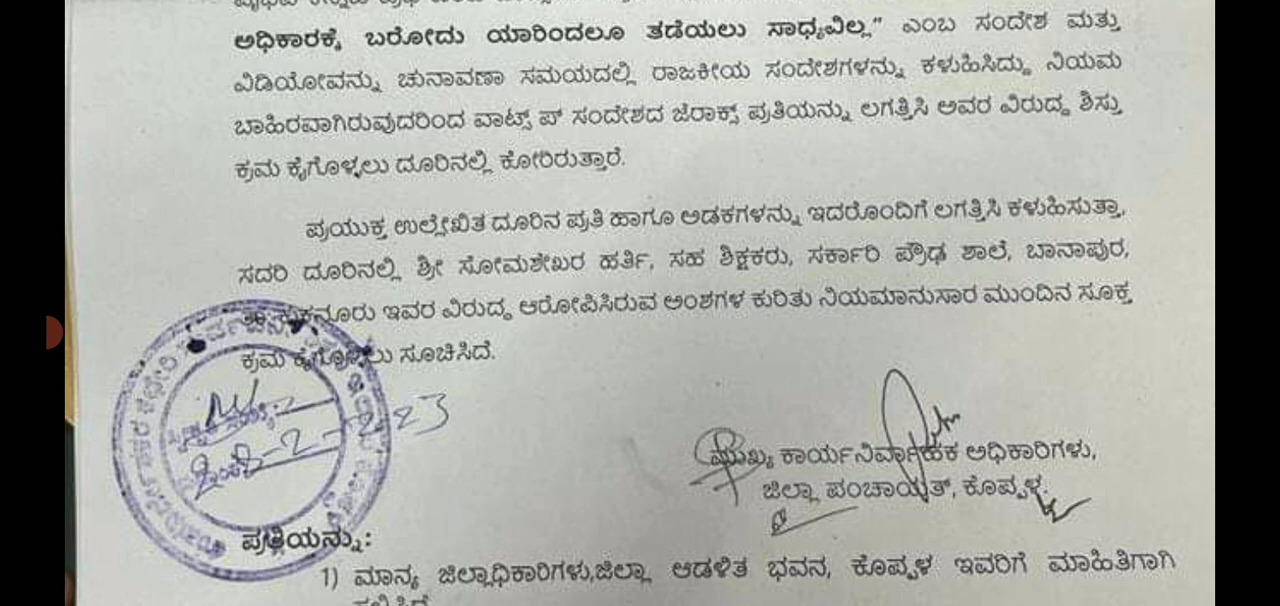 ಅಧಿಕಾರಕ್ಕೆ ಬರೋದು ಯಾರಿಂದಲೂ ತಡೆಯಲು ಸಾಧ್ಯವಿಲ್ಲ” ಎಂಬ ಸಂದೇಶ ಮತ್ತು
ವಿಡಿಯೋವನ್ನು ಚುನಾವಣಾ ಸಮಯದಲ್ಲಿ ರಾಜಕೀಯ ಸಂದೇಶಗಳನ್ನು ಕಳುಹಿಸಿದ್ದು ನಿಯಮ
ಬಾಹಿರವಾಗಿರುವುದರಿಂದ ವಾಟ್ಸ್ ಪ್ ಸಂದೇಶದ ಜೆರಾಕ್ಸ್ ಪ್ರತಿಯನ್ನು ಲಗತ್ತಿಸಿ ಅವರ ವಿರುದ್ಧ ಶಿಸ್ತು
ಕ್ರಮ ಕೈಗೊಳ್ಳಲು ದೂರಿನಲ್ಲಿ ಕೋರಿರುತ್ತಾರೆ.
ಪ್ರಯುಕ್ತ ಉಲ್ಲೇಖಿತ ದೂರಿನ ಪ್ರತಿ ಹಾಗೂ ಅಡಕಗಳನ್ನು ಇದರೊಂದಿಗೆ ಲಗತ್ತಿಸಿ ಕಳುಹಿಸುತ್ತಾ,
ಸದರಿ ದೂರಿನಲ್ಲಿ ಶ್ರೀ ಸೋಮಶೇಖರ ಹರ್ತಿ, ಸಹ ಶಿಕ್ಷಕರು, ಸರ್ಕಾರಿ ಪ್ರೌಢ ಶಾಲೆ, ಬಾನಾಪುರ,
ತಾ. ಕುಕನೂರು ಇವರ ವಿರುದ್ಧ ಆರೋಪಿಸಿರುವ ಅಂಶಗಳ ಕುರಿತು ನಿಯಮಾನುಸಾರ ಮುಂದಿನ ಸೂಕ್ತ
ಕ್ರಮ ಕೈಗೊಳ್ಳಲು ಸೂಚಿಸಿದೆ.
ಮುಖ್ಯ ಕಾರ್ಯನಿರ್ವಾಹಕ ಅಧಿಕಾರಿಗಳು,
ಜಿಲ್ಲಾ ಪಂಚಾಯತ್, ಕೊಪ್ಪಳ.
ಪ್ರತಿಯನ್ನು:
1) ಮಾನ್ಯ ಜಿಲ್ಲಾಧಿಕಾರಿಗಳು,ಜಿಲ್ಲಾ ಆಡಳಿತ ಭವನ, ಕೊಪ್ಪಳ ಇವರಿಗೆ ಮಾಹಿತಿಗಾಗಿ